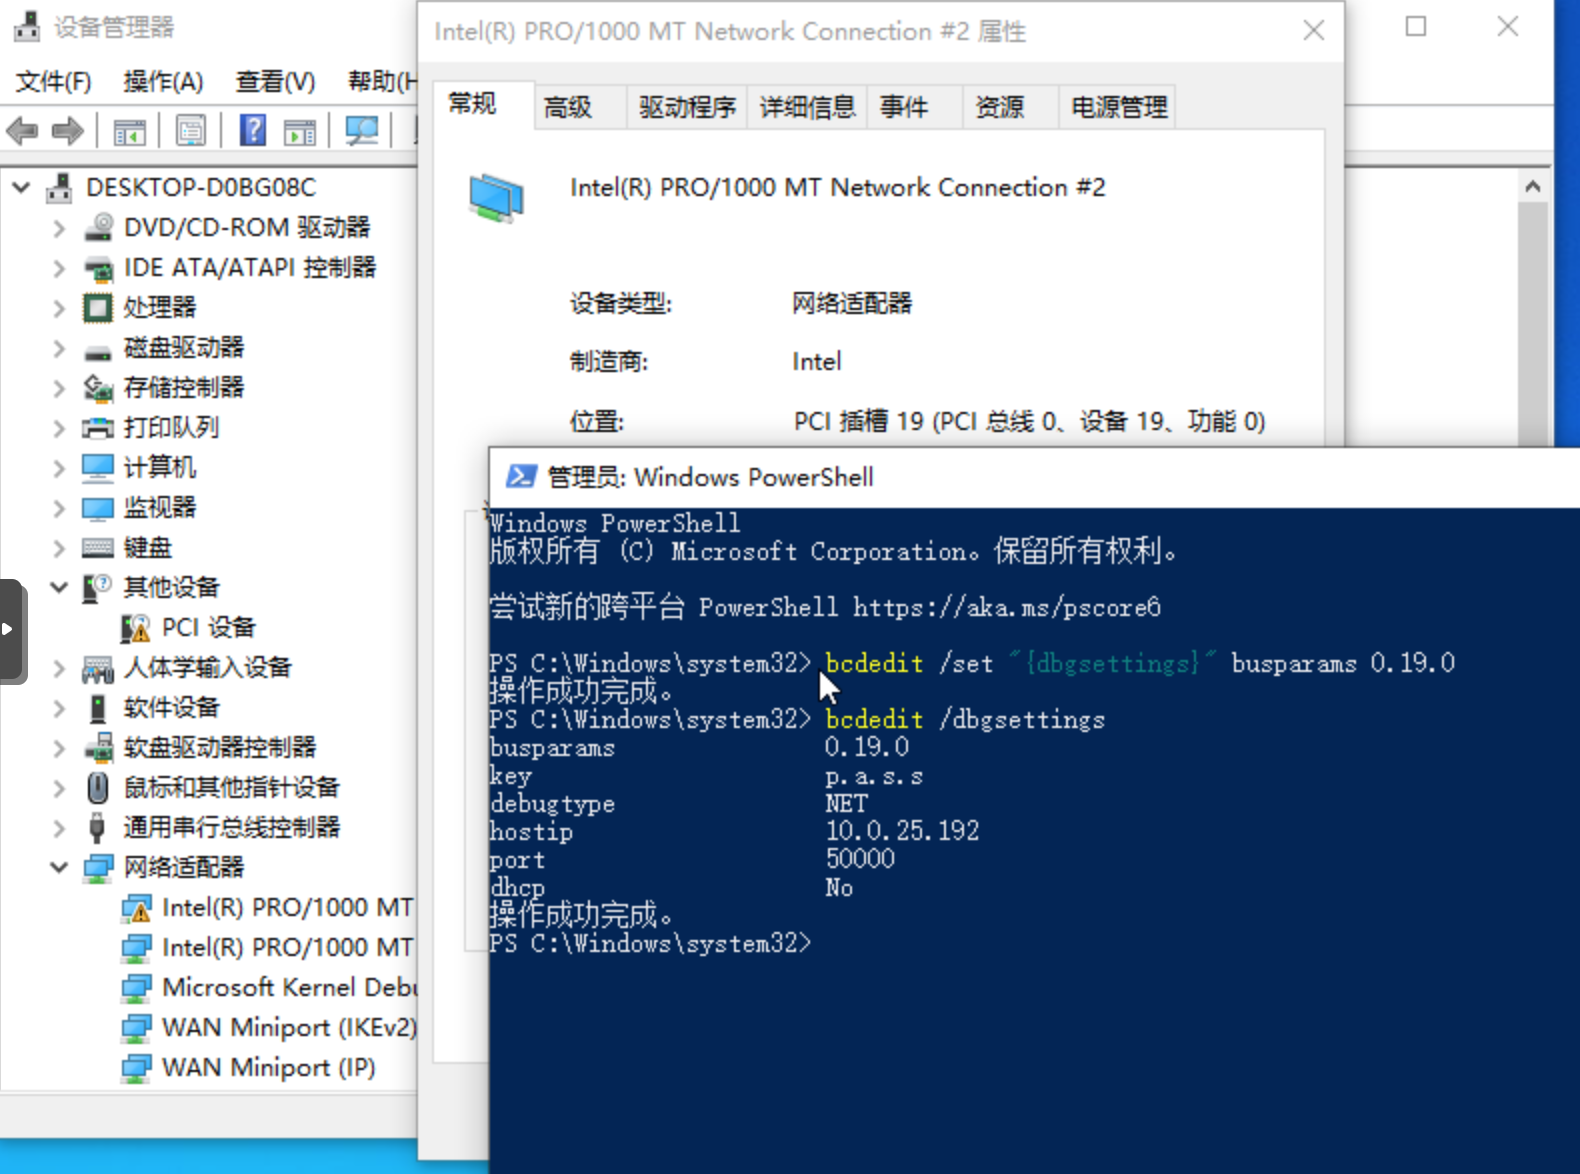 设备管理器
文件(F) 操作(A) 查看(V) 帮助(H
DESKTOP-D0BG08C
DVD/CD-ROM 驱动器
IDE ATA/ATAPI 控制器
处理器
磁盘驱动器
存储控制器
打印队列
计算机
监视器
键盘
其他设备
PCI 设备
人体学输入设备
软件设备
软盘驱动器控制器
鼠标和其他指针设备
通用串行总线控制器
网络适配器
Intel(R) PRO/1000 MT
Intel(R) PRO/1000 MT
Microsoft Kernel Debu
WAN Miniport (IKEv2)
WAN Miniport (IP)
Intel(R) PRO/1000 MT Network Connection #2 属性
常规 高级 驱动程序 详细信息 事件 资源 电源管理
Intel(R) PRO/1000 MT Network Connection #2
设备类型: 网络适配器
制造商: Intel
位置: PCI 插槽 19 (PCI 总线 0、设备 19、功能 0)
管理员: Windows PowerShell
Windows PowerShell
版权所有 (C) Microsoft Corporation。保留所有权利。
尝试新的跨平台 PowerShell https://aka.ms/pscore6
PS C:\Windows\system32> bcdedit /set "{dbgsettings}" busparams 0.19.0
操作成功完成。
PS C:\Windows\system32> bcdedit /dbgsettings
busparams 0.19.0
key p.a.s.s
debugtype NET
hostip 10.0.25.192
port 50000
dhcp No
操作成功完成。
PS C:\Windows\system32>